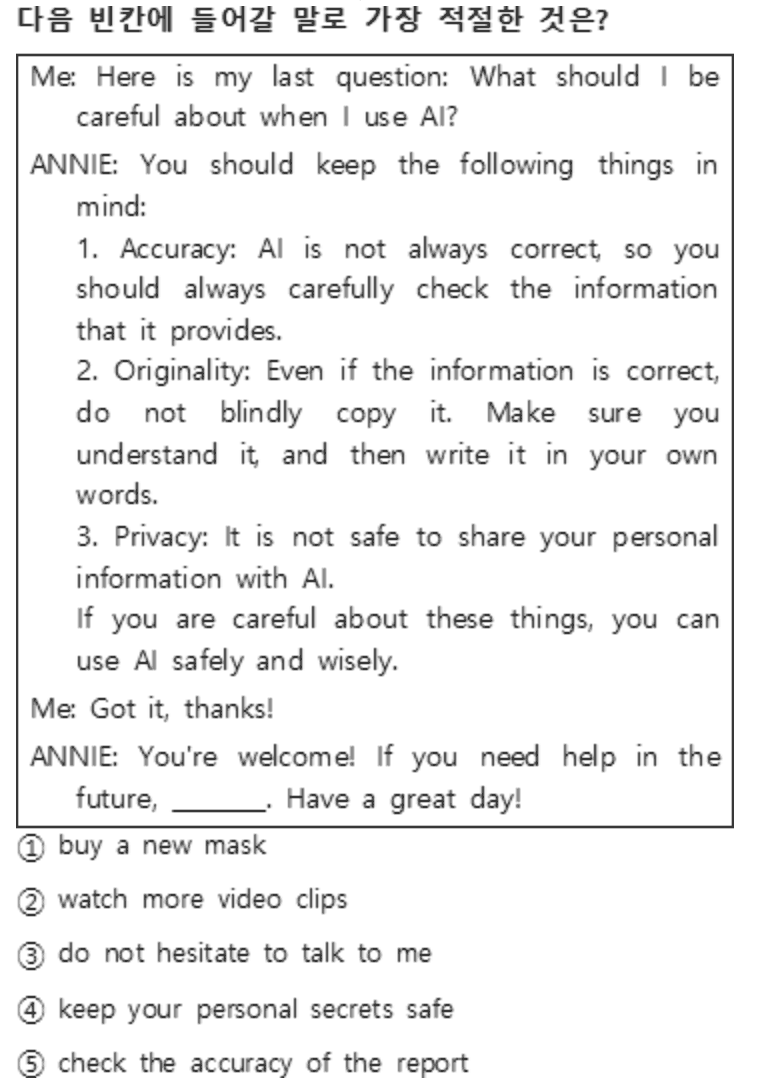 다음 빈칸에 들어갈 말로 가장 적절한 것은?
Me: Here is my last question: What should I be
careful about when I use AI?
ANNIE: You should keep the following things in
mind:
1. Accuracy: AI is not always correct, so you
should always carefully check the information
that it provides.
2. Originality: Even if the information is correct,
do not blindly copy it. Make sure you
understand it, and then write it in your own
words.
3. Privacy: It is not safe to share your personal
information with AI.
If you are careful about these things, you can
use AI safely and wisely.
Me: Got it, thanks!
ANNIE: You're welcome! If you need help in the
future, _______. Have a great day!
① buy a new mask
② watch more video clips
③ do not hesitate to talk to me
④ keep your personal secrets safe
⑤ check the accuracy of the report